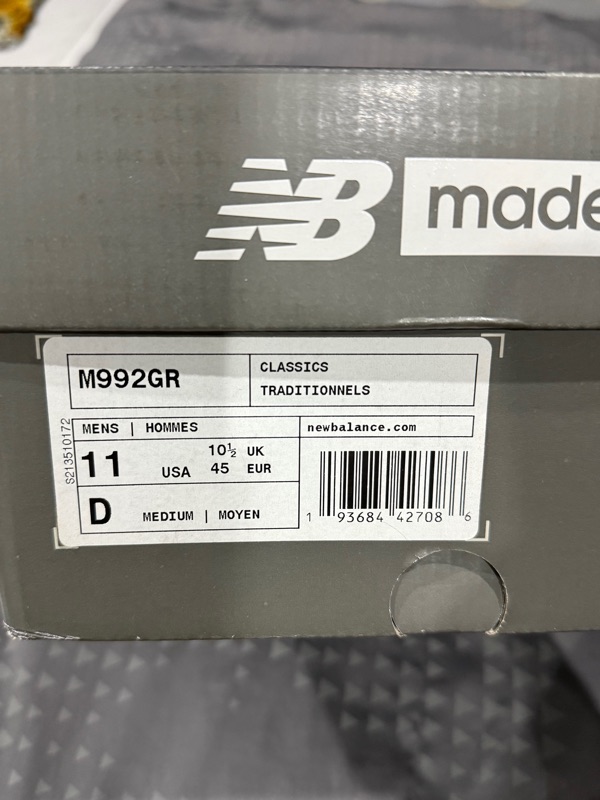 NB made
M992GR
CLASSICS
TRADITIONNELS
S213510172
MENS | HOMMES
newbalance.com
11 USA
10½ UK
45 EUR
D MEDIUM | MOYEN
1 93684 42708 6